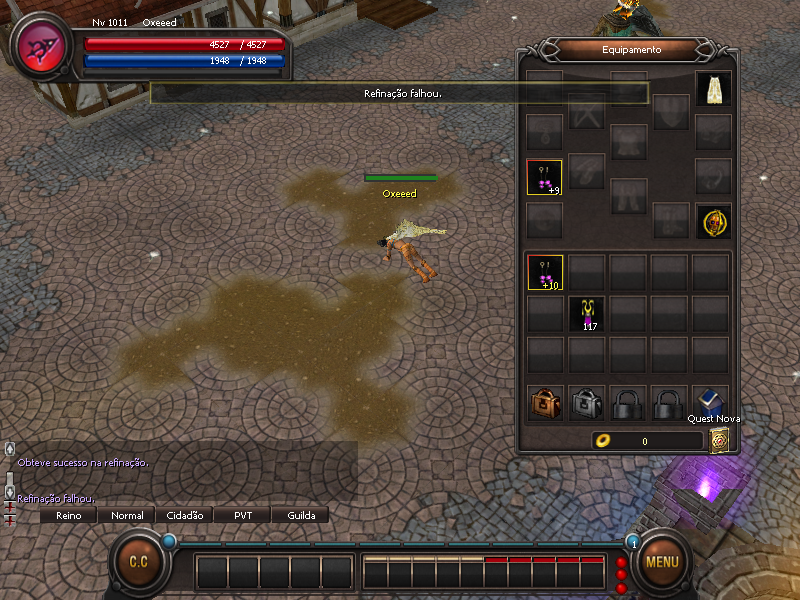 Nv 1011 Oxeeed
4527 / 4527
1948 / 1948
Equipamento
Refinação falhou.
+9
Oxeeed
+10
117
Quest Nova
0
Obteve sucesso na refinação.
Refinação falhou.
Reino Normal Cidadão PVT Guilda
C.C
1
MENU